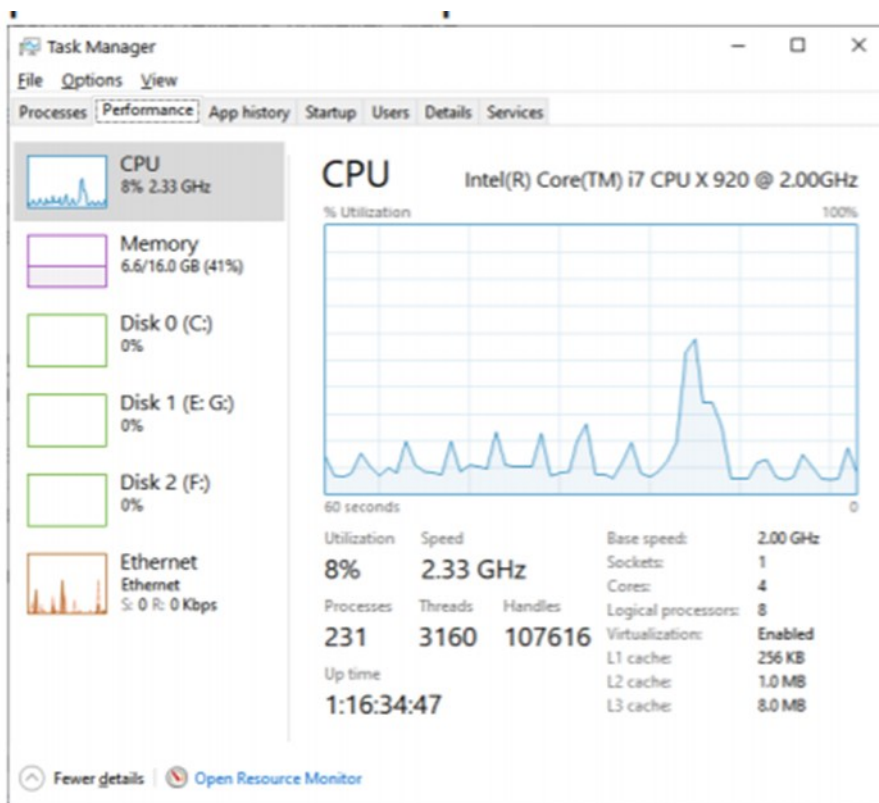 Task Manager
File Options View
Processes Performance App history Startup Users Details Services
CPU
8% 2.33 GHz
Memory
6.6/16.0 GB (41%)
Disk 0 (C:)
0%
Disk 1 (E: G:)
0%
Disk 2 (F:)
0%
Ethernet
Ethernet
S: 0 R: 0 Kbps
CPU Intel(R) Core(TM) i7 CPU X 920 @ 2.00GHz
% Utilization 100%
60 seconds 0
Utilization Speed
8% 2.33 GHz
Processes Threads Handles
231 3160 107616
Up time
1:16:34:47
Base speed: 2.00 GHz
Sockets: 1
Cores: 4
Logical processors: 8
Virtualization: Enabled
L1 cache: 256 KB
L2 cache: 1.0 MB
L3 cache: 8.0 MB
Fewer details Open Resource Monitor